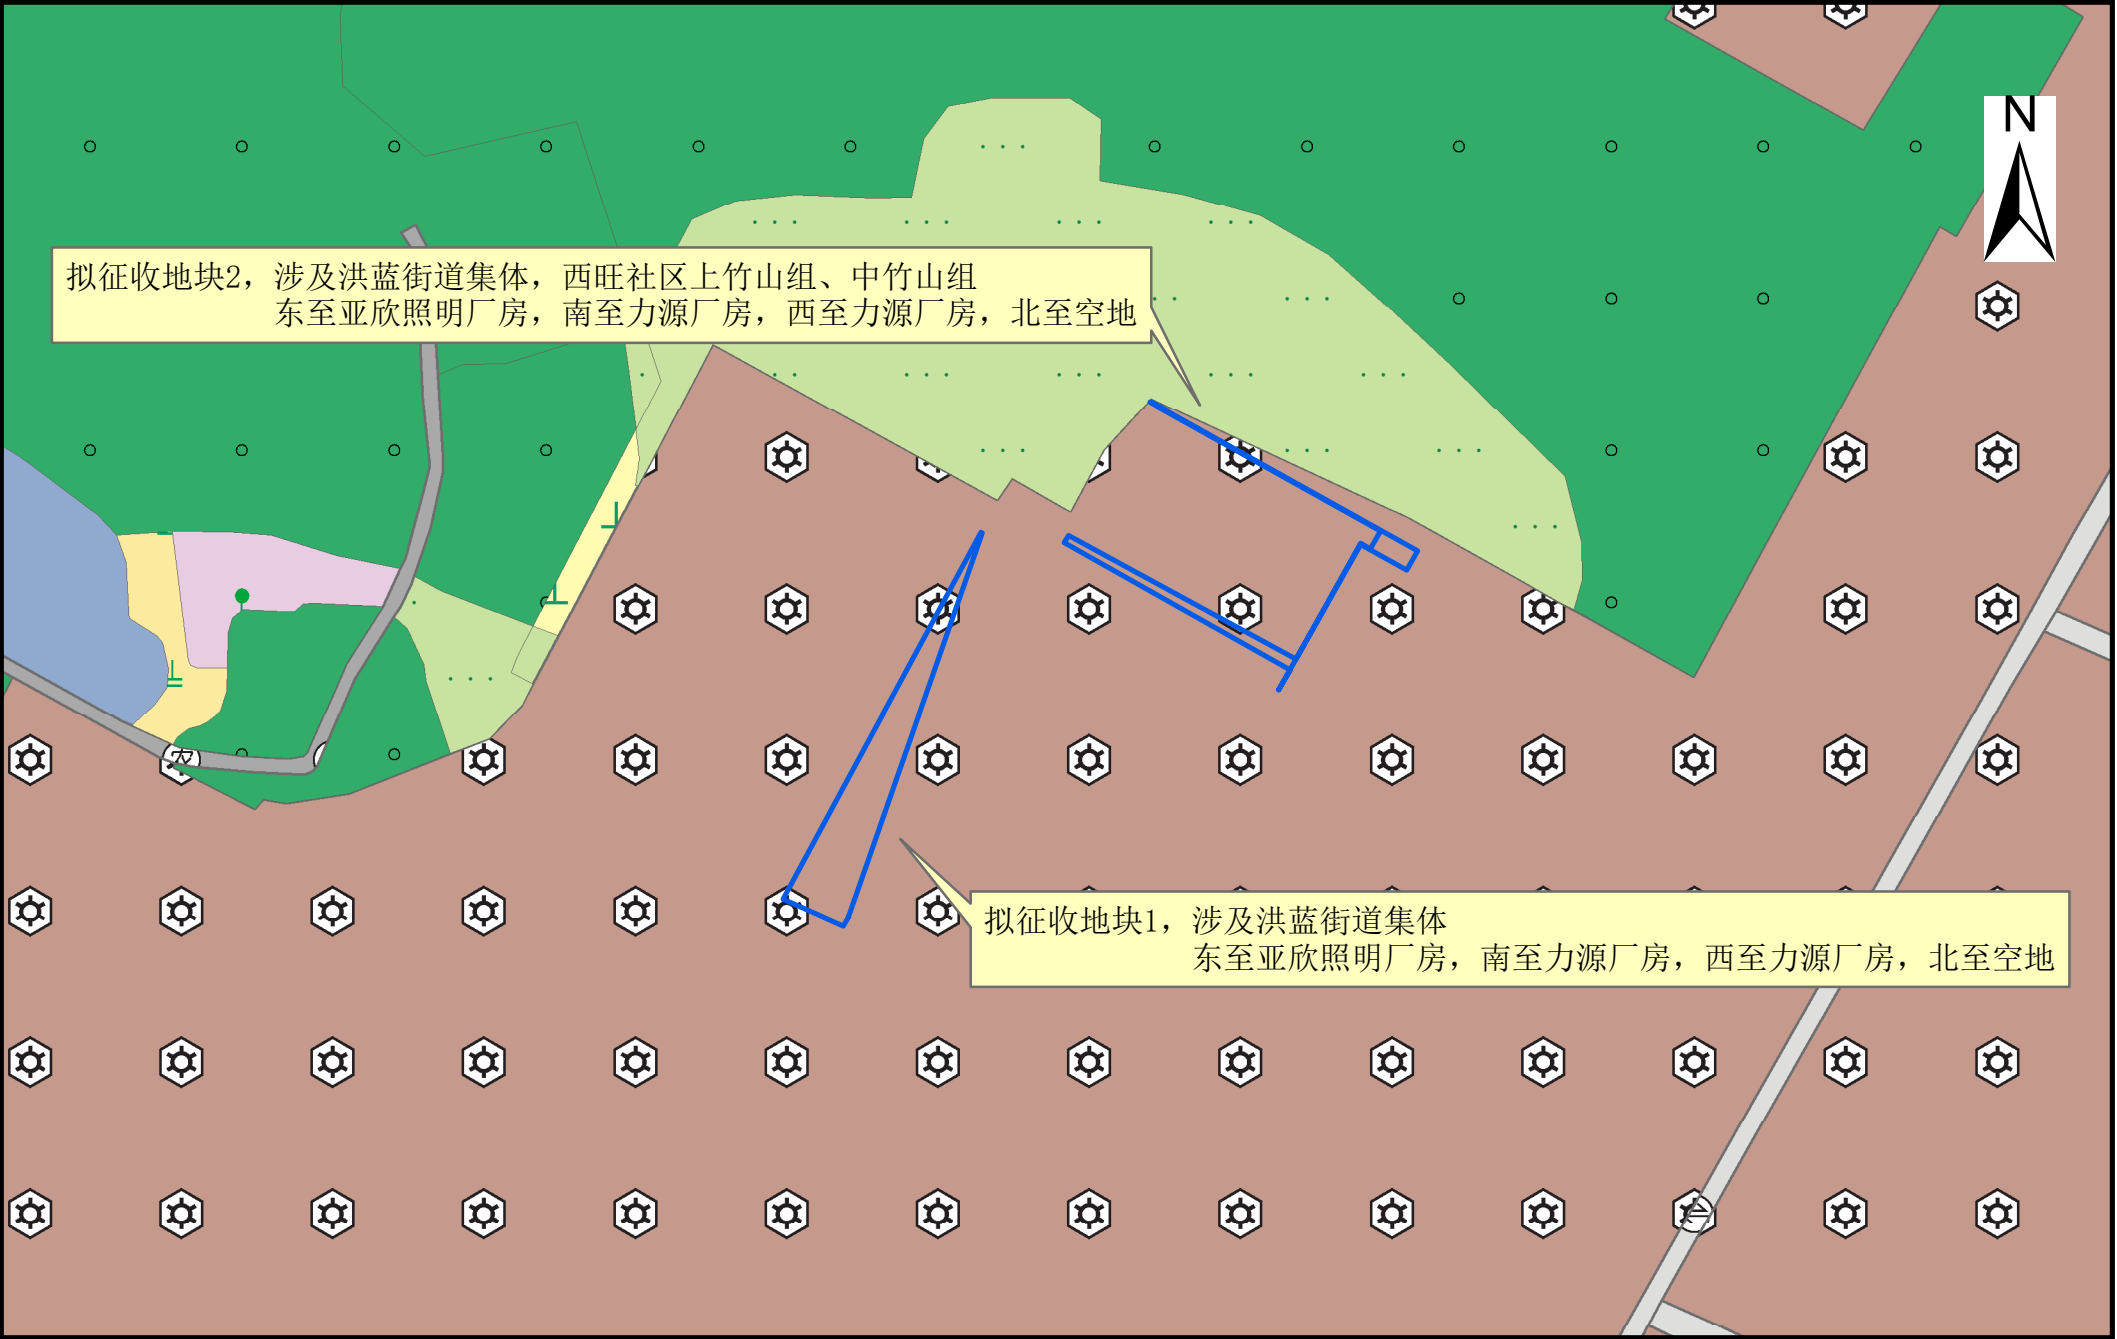 N
拟征收地块2，涉及洪蓝街道集体，西旺社区上竹山组、中竹山组
东至亚欣照明厂房，南至力源厂房，西至力源厂房，北至空地
农
拟征收地块1，涉及洪蓝街道集体
东至亚欣照明厂房，南至力源厂房，西至力源厂房，北至空地